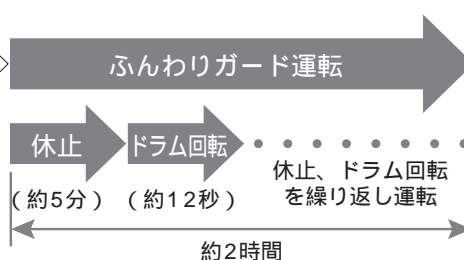 ふんわりガード運転
休止
ドラム回転
(約5分)
(約12秒)
休止、ドラム回転
を繰り返し運転
約2時間